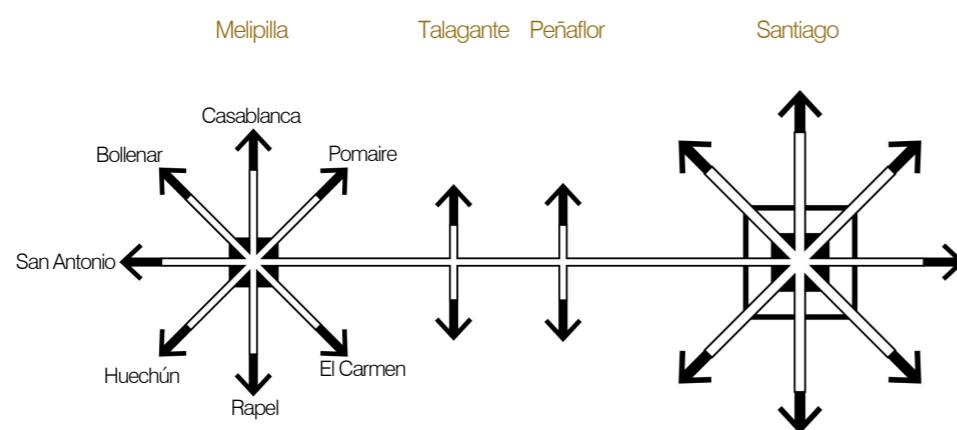 Melipilla
Talagante
Peñaflor
Santiago
Casablanca
Bollenar
Pomaire
San Antonio
Huechún
El Carmen
Rapel